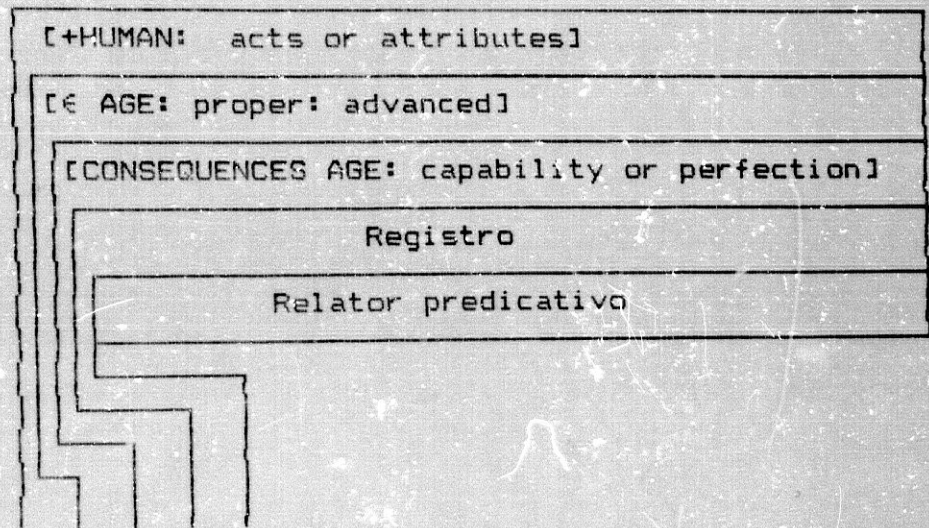 [+HUMAN: acts or attributes]
[∈ AGE: proper: advanced]
[CONSEQUENCES AGE: capability or perfection]
Registro
Relator predicativo